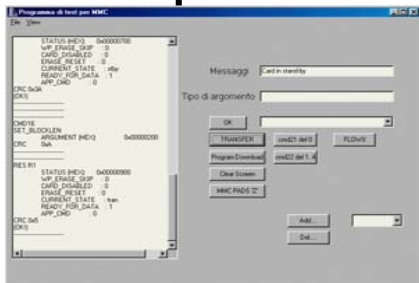 Programma di test per MMC
File View
STATUS (HEX): 0x00000700
WP_ERASE_SKIP : 0
CARD_DISABLED : 0
ERASE_RESET : 0
CURRENT_STATE : stby
READY_FOR_DATA : 1
APP_CMD : 0
CRC 0x3A
(OK!)
CMD16
SET_BLOCKLEN
ARGUMENT (HEX): 0x00000200
CRC 0xA
RES R1
STATUS (HEX): 0x00000900
WP_ERASE_SKIP : 0
CARD_DISABLED : 0
ERASE_RESET : 0
CURRENT_STATE : tran
READY_FOR_DATA : 1
APP_CMD : 0
CRC 0x5
(OK!)
Messaggi Card in stand-by
Tipo di argomento
OK
TRANSFER cmd21 del 0 FLOWS
Program Download cmd22 del 1..4
Clear Screen
MMC PADS 'Z'
Add...
Del...